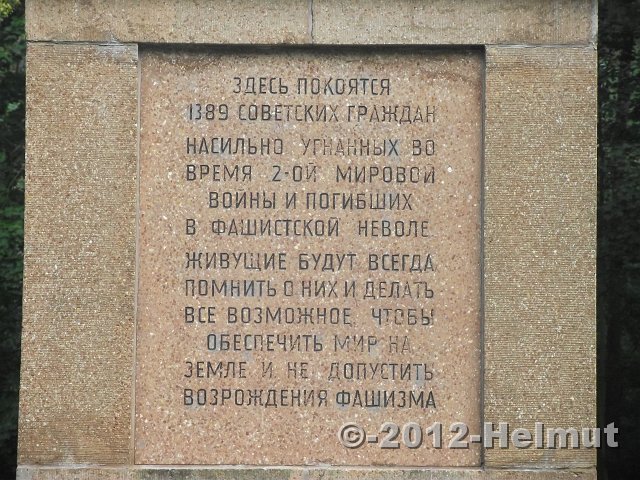 ЗДЕСЬ ПОКОЯТСЯ
1389 СОВЕТСКИХ ГРАЖДАН
НАСИЛЬНО УГНАННЫХ ВО
ВРЕМЯ 2-ОЙ МИРОВОЙ
ВОЙНЫ И ПОГИБШИХ
В ФАШИСТСКОЙ НЕВОЛЕ
ЖИВУЩИЕ БУДУТ ВСЕГДА
ПОМНИТЬ О НИХ И ДЕЛАТЬ
ВСЕ ВОЗМОЖНОЕ, ЧТОБЫ
ОБЕСПЕЧИТЬ МИР НА
ЗЕМЛЕ И НЕ ДОПУСТИТЬ
ВОЗРОЖДЕНИЯ ФАШИЗМА
©-2012-Helmut